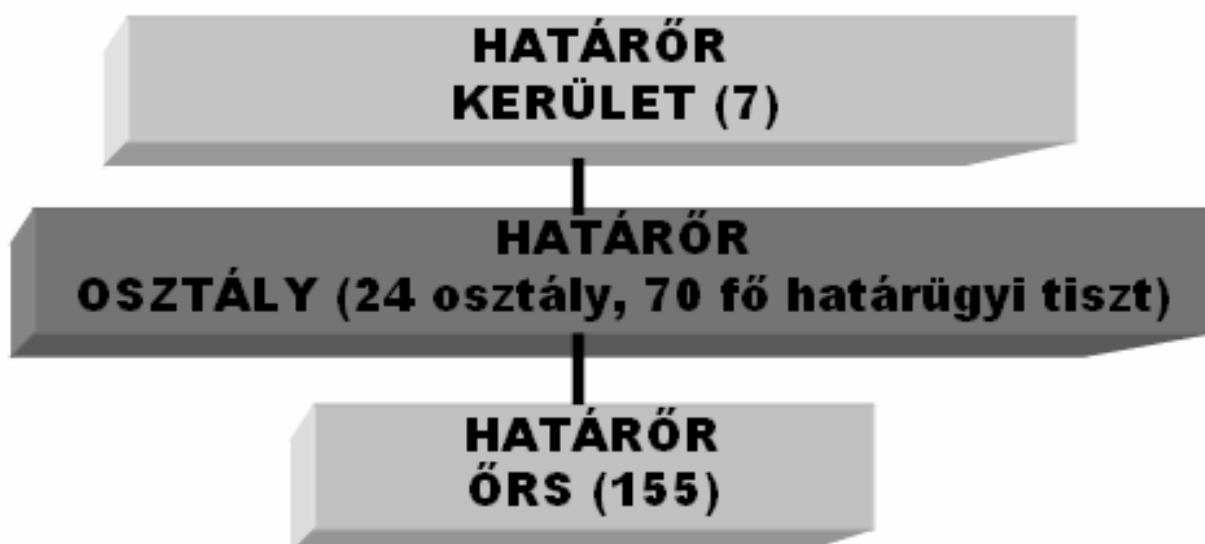 HATÁRŐR
KERÜLET (7)
HATÁRŐR
OSZTÁLY (24 osztály, 70 fő határügyi tiszt)
HATÁRŐR
ŐRS (155)